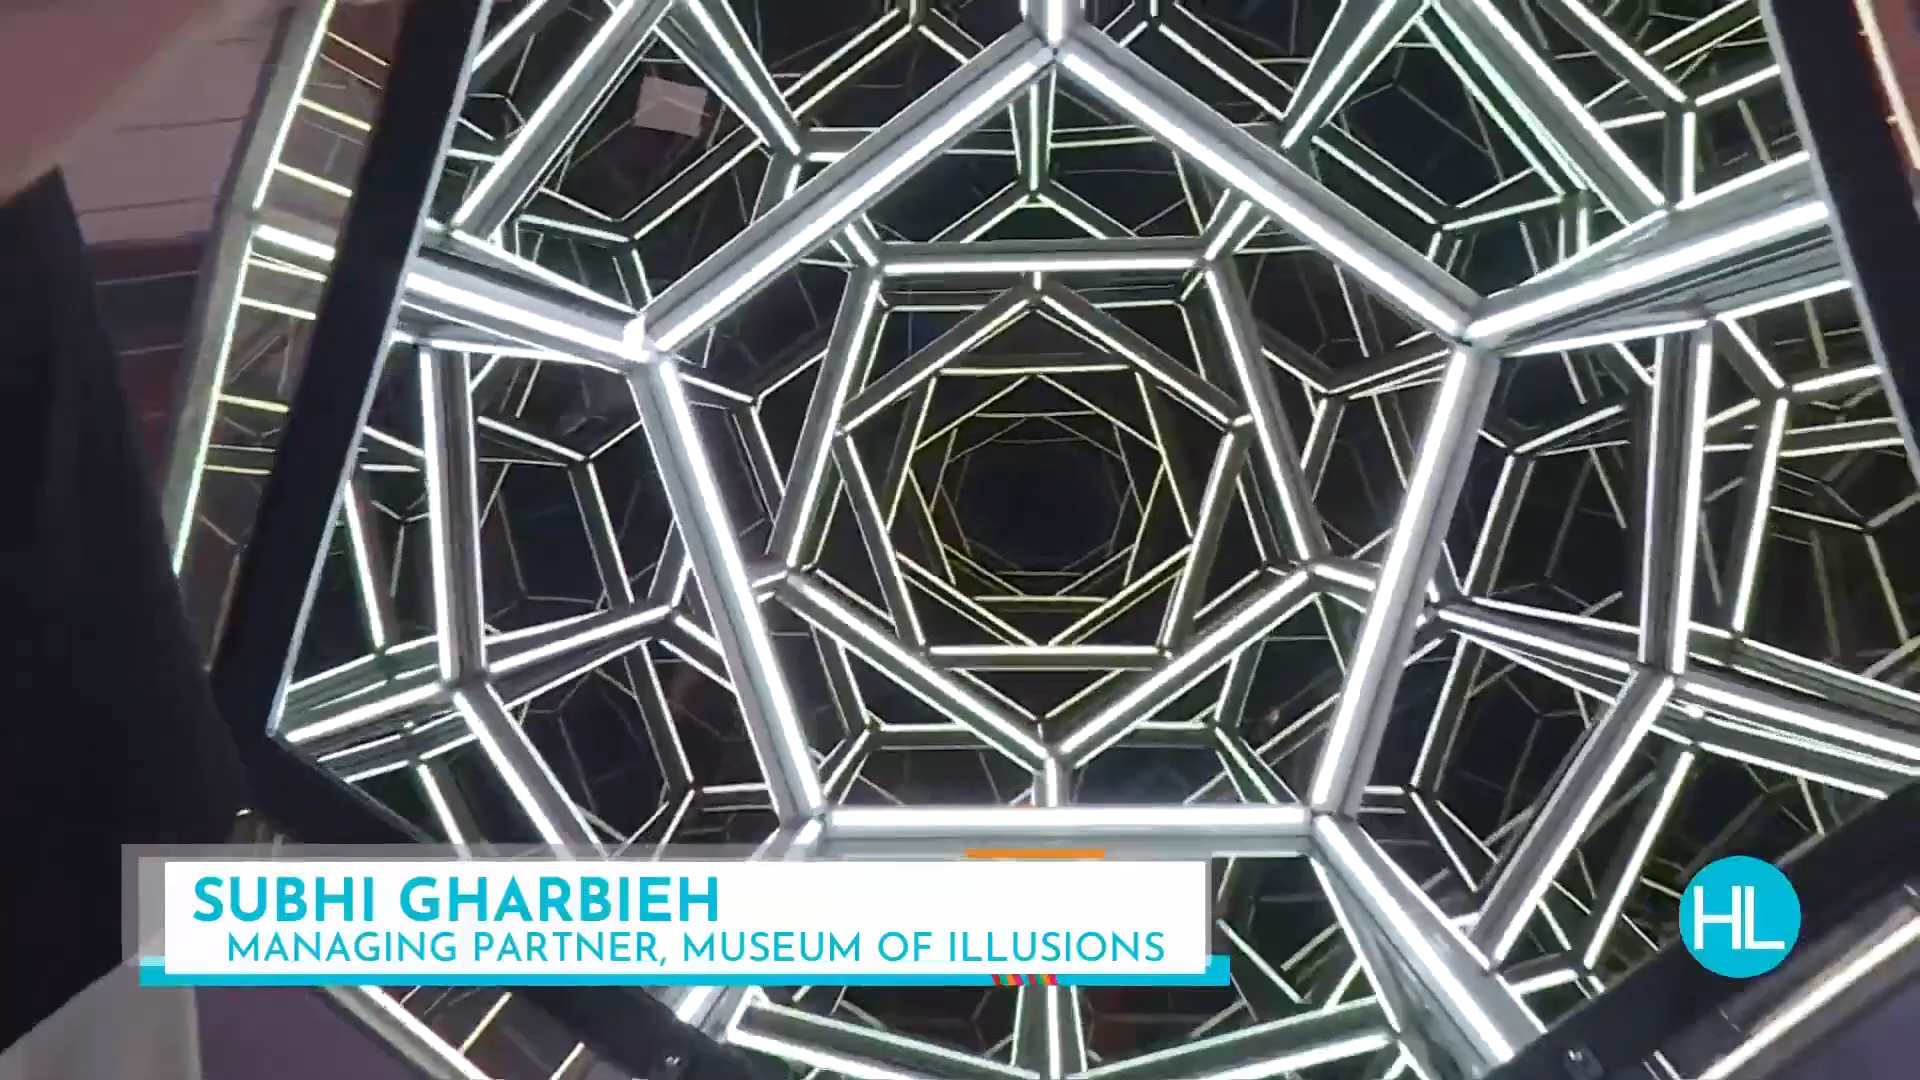 SUBHI GHARBIEH
MANAGING PARTNER, MUSEUM OF ILLUSIONS
HL